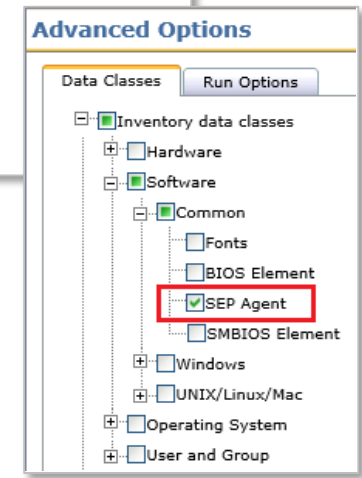 Advanced Options
Data Classes Run Options
Inventory data classes
Hardware
Software
Common
Fonts
BIOS Element
SEP Agent
SMBIOS Element
Windows
UNIX/Linux/Mac
Operating System
User and Group